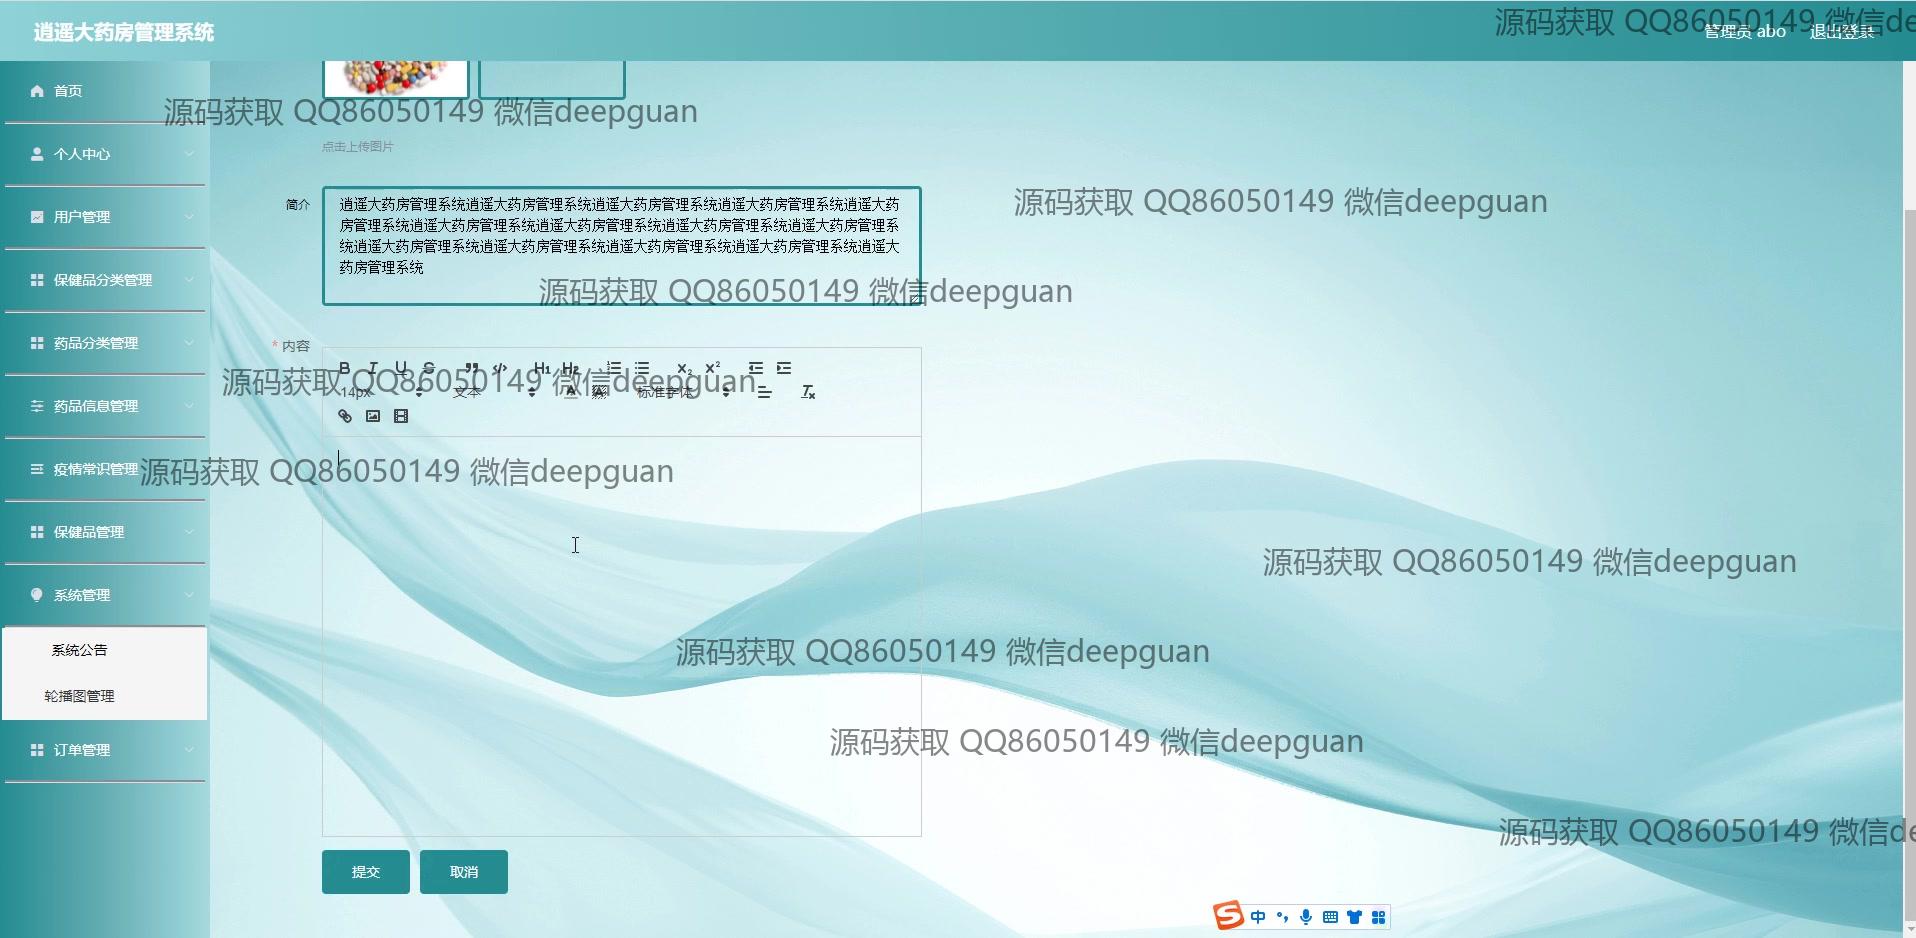 逍遥大药房管理系统
源码获取 QQ86050149 微信de
管理员 abo
退出登录
首页
源码获取 QQ86050149 微信deepguan
点击上传图片
个人中心
源码获取 QQ86050149 微信deepguan
简介
逍遥大药房管理系统逍遥大药房管理系统逍遥大药房管理系统逍遥大药房管理系统逍遥大药
房管理系统逍遥大药房管理系统逍遥大药房管理系统逍遥大药房管理系统逍遥大药房管理系
统逍遥大药房管理系统逍遥大药房管理系统逍遥大药房管理系统逍遥大药房管理系统逍遥大
药房管理系统
用户管理
保健品分类管理
源码获取 QQ86050149 微信deepguan
药品分类管理
* 内容
B I U S H1 H2 X2 X2
源码获取 QQ86050149 微信deepguan
14px 文本 标准字体
药品信息管理
疫情常识管理
源码获取 QQ86050149 微信deepguan
保健品管理
源码获取 QQ86050149 微信deepguan
系统管理
系统公告
源码获取 QQ86050149 微信deepguan
轮播图管理
订单管理
源码获取 QQ86050149 微信deepguan
源码获取 QQ86050149 微信de
提交
取消
S 中